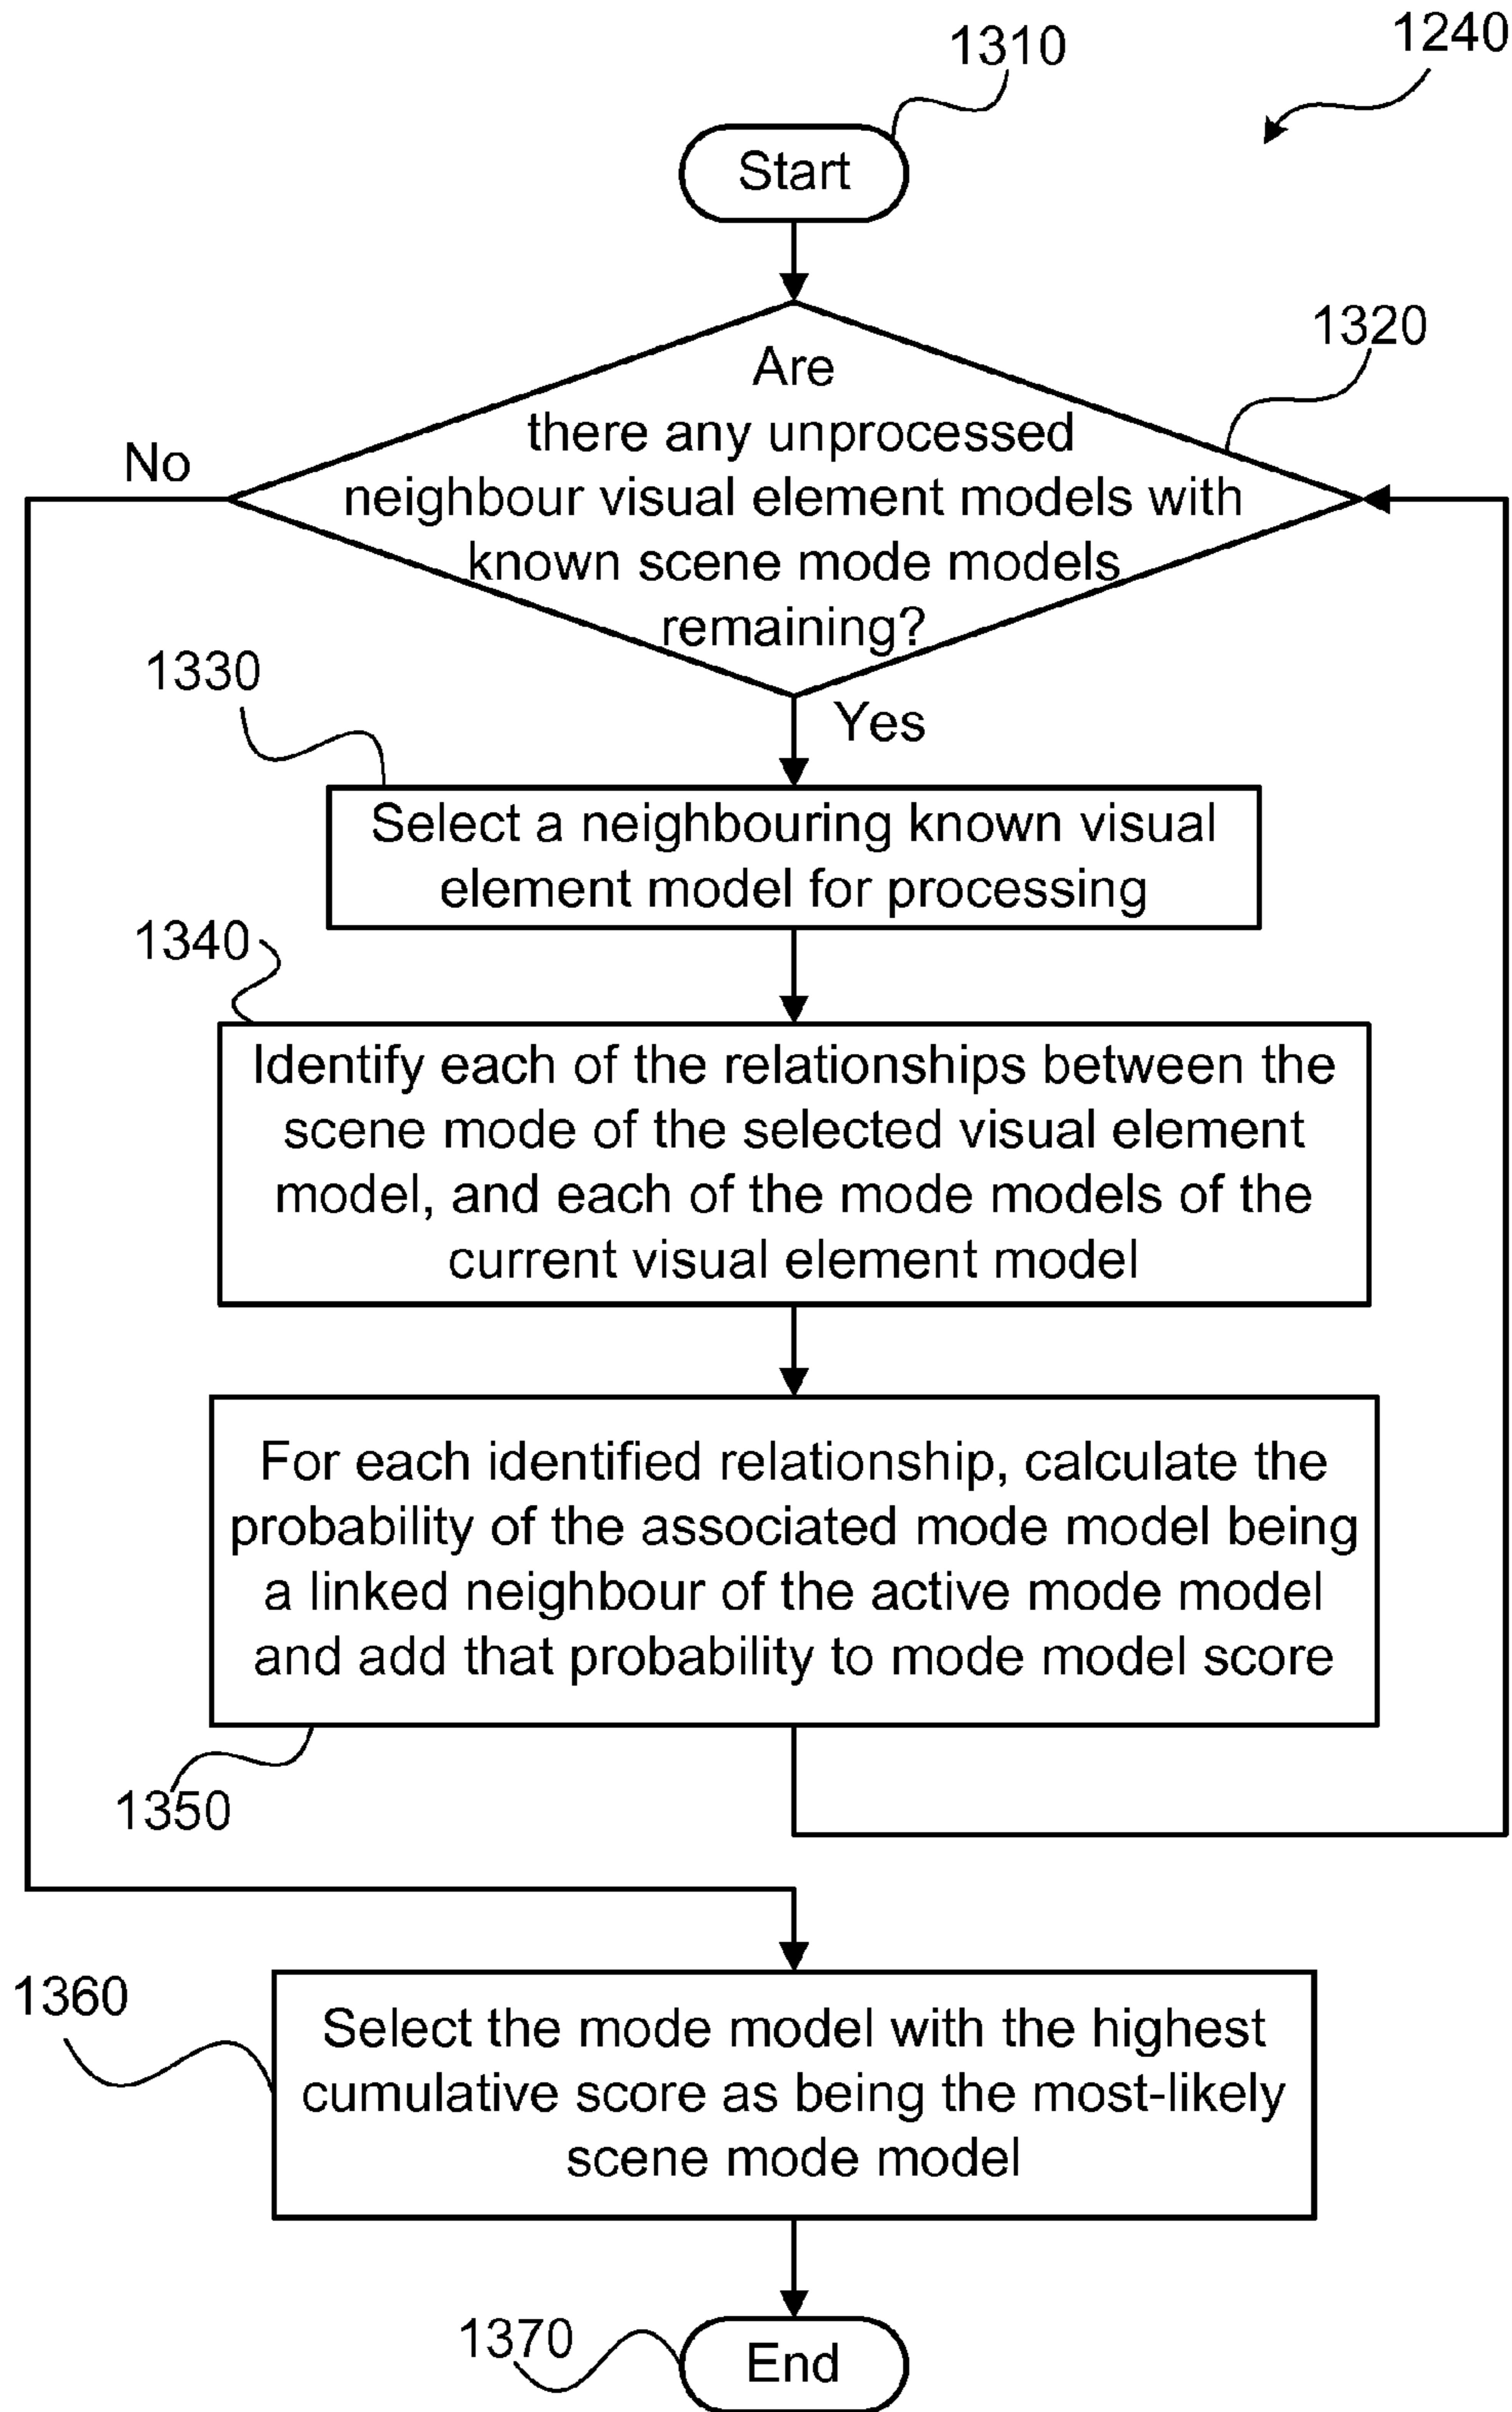 1310
1240
Start
1320
Are
there any unprocessed
neighbour visual element models with
known scene mode models
remaining?
No
Yes
1330
Select a neighbouring known visual
element model for processing
1340
Identify each of the relationships between the
scene mode of the selected visual element
model, and each of the mode models of the
current visual element model
For each identified relationship, calculate the
probability of the associated mode model being
a linked neighbour of the active mode model
and add that probability to mode model score
1350
1360
Select the mode model with the highest
cumulative score as being the most-likely
scene mode model
1370
End